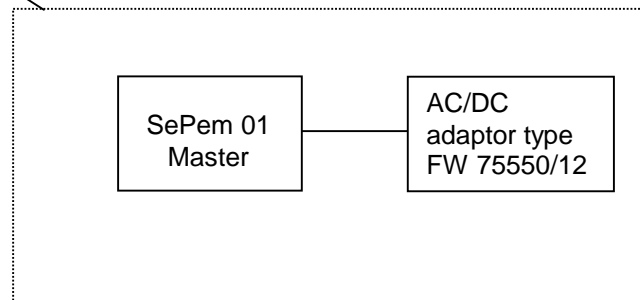 SePem 01
Master
AC/DC
adaptor type
FW 75550/12